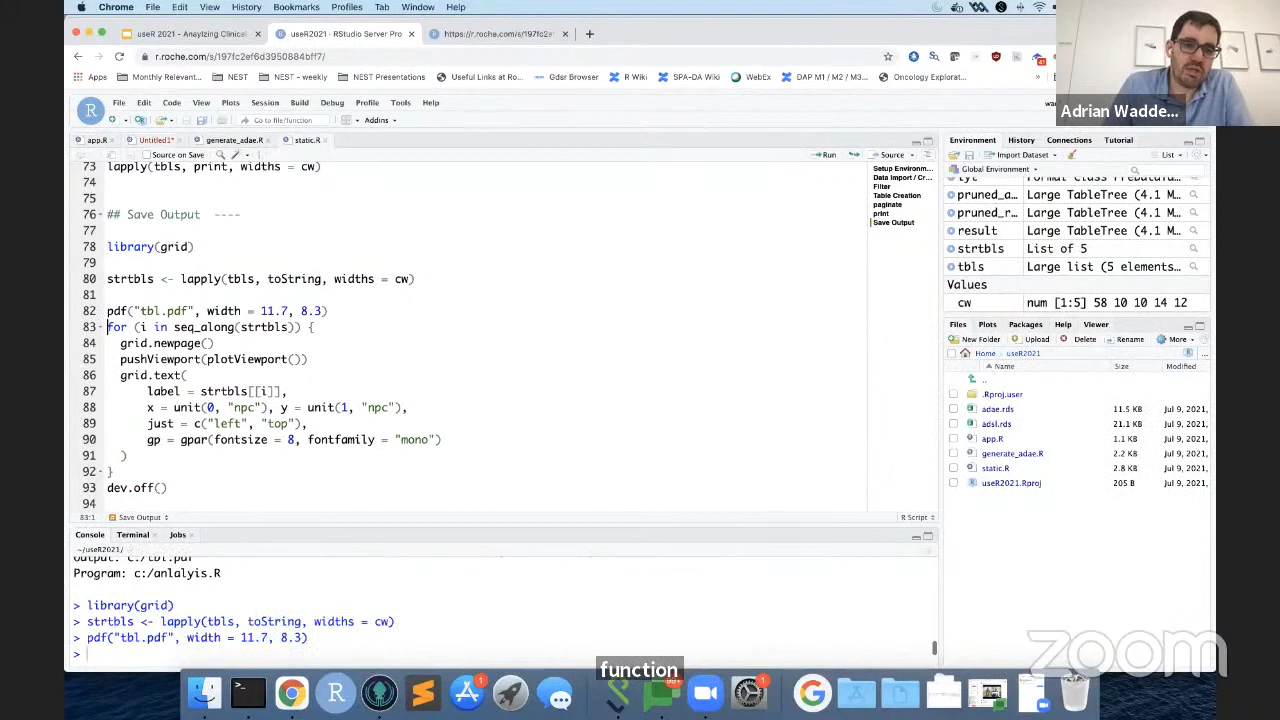 Chrome File Edit View History Bookmarks Profiles Tab Window Help
useR 2021 - Anaylzing Clinical
useR2021 - RStudio Server Pro
https://r.roche.com/s/197fc2ef
r.roche.com/s/197fc2ef6d3950884bff7/
Apps Monthly Relevant... NEST NEST - weekly NEST Presentations Useful Links at Ro... Gdsr Browser R Wiki SPA-DA Wiki WebEx DAP M1 / M2 / M3... Oncology Explorat...
Adrian Wadde...
R File Edit Code View Plots Session Build Debug Profile Tools Help
Go to file/function Addins
app.R Untitled1* generate_adae.R static.R
Source on Save Run Source
73 lapply(tbls, print, widths = cw)
74
75
76 ## Save Output ----
77
78 library(grid)
79
80 strtbls <- lapply(tbls, toString, widths = cw)
81
82 pdf("tbl.pdf", width = 11.7, 8.3)
83 for (i in seq_along(strtbls)) {
84 grid.newpage()
85 pushViewport(plotViewport())
86 grid.text(
87 label = strtbls[[i]],
88 x = unit(0, "npc"), y = unit(1, "npc"),
89 just = c("left", "top"),
90 gp = gpar(fontsize = 8, fontfamily = "mono")
91 )
92 }
93 dev.off()
94
83:1 Save Output R Script
Setup Environm...
Data Import / Cr...
Filter
Table Creation
paginate
print
Save Output
Console Terminal Jobs
~/useR2021/
Output: c:/tbl.pdf
Program: c:/anlalyis.R
> library(grid)
> strtbls <- lapply(tbls, toString, widths = cw)
> pdf("tbl.pdf", width = 11.7, 8.3)
>
Environment History Connections Tutorial
Import Dataset List
Global Environment
lyt Formal class PreDataTa...
pruned_a... Large TableTree (4.1 M...
pruned_r... Large TableTree (4.1 M...
result Large TableTree (4.1 M...
strtbls List of 5
tbls Large list (5 elements...
Values
cw num [1:5] 58 10 10 14 12
Files Plots Packages Help Viewer
New Folder Upload Delete Rename More
Home useR2021
Name Size Modified
..
.Rproj.user
adae.rds 11.5 KB Jul 9, 2021,
adsl.rds 21.1 KB Jul 9, 2021,
app.R 1.1 KB Jul 9, 2021,
generate_adae.R 2.2 KB Jul 9, 2021,
static.R 2.8 KB Jul 9, 2021,
useR2021.Rproj 205 B Jul 9, 2021,
function
zoom